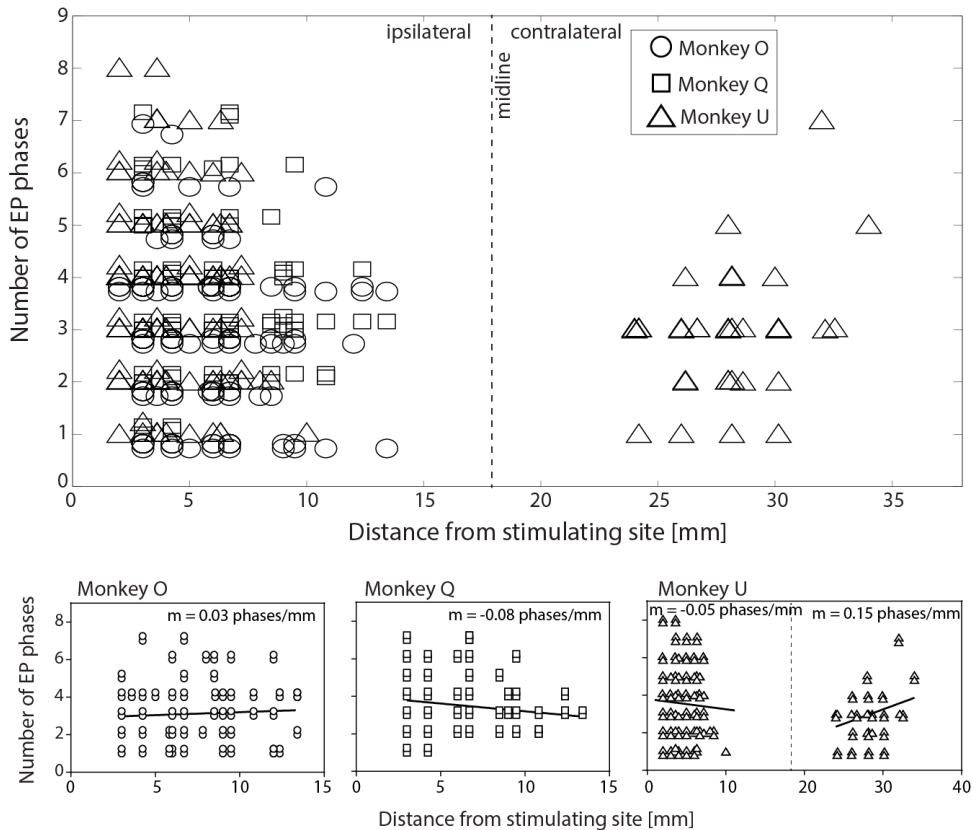 ipsilateral contralateral
midline
Monkey O
Monkey Q
Monkey U
Number of EP phases
9
8
7
6
5
4
3
2
1
0
0 5 10 15 20 25 30 35
Distance from stimulating site [mm]
Monkey O
m = 0.03 phases/mm
Monkey Q
m = -0.08 phases/mm
Monkey U
m = -0.05 phases/mm m = 0.15 phases/mm
Number of EP phases
8
6
4
2
0
0 5 10 15
0 5 10 15
0 10 20 30 40
Distance from stimulating site [mm]